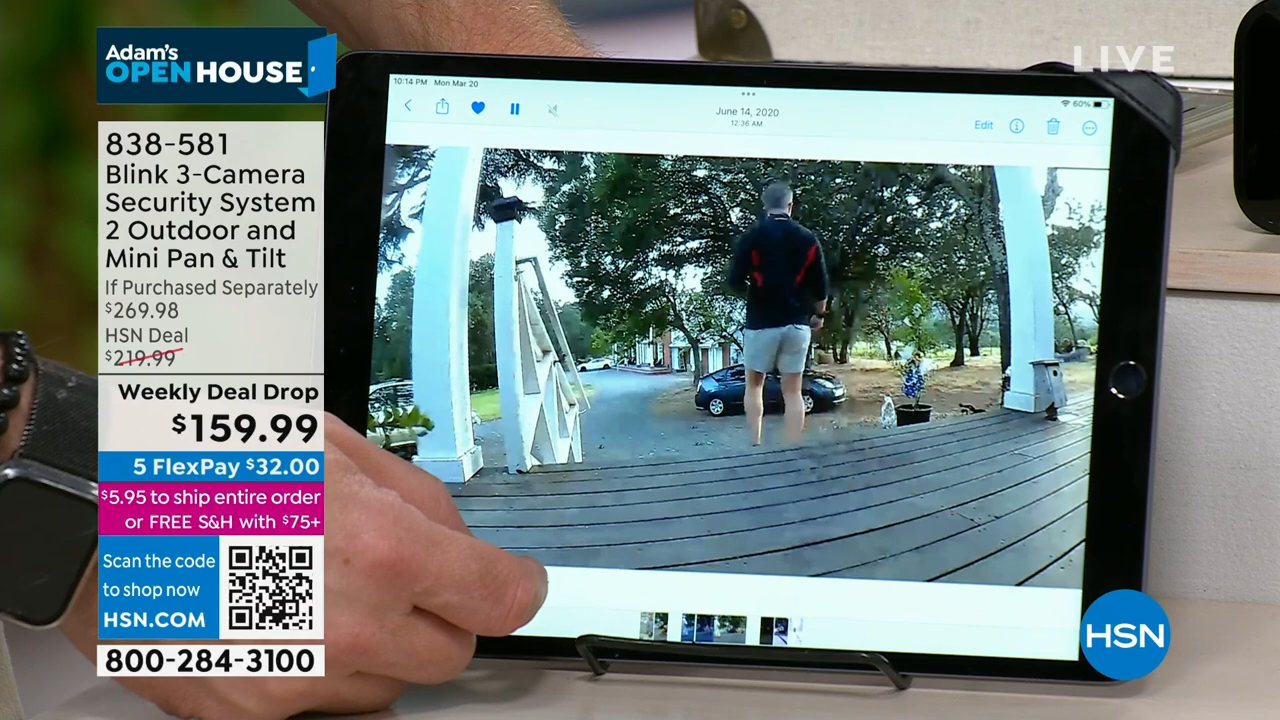 Adam's
OPEN HOUSE
838-581
Blink 3-Camera
Security System
2 Outdoor and
Mini Pan & Tilt
If Purchased Separately
$269.98
HSN Deal
$219.99
Weekly Deal Drop
$159.99
5 FlexPay $32.00
$5.95 to ship entire order
or FREE S&H with $75+
Scan the code
to shop now
HSN.COM
800-284-3100
LIVE
10:14 PM Mon Mar 20
60%
June 14, 2020
12:36 AM
Edit
HSN